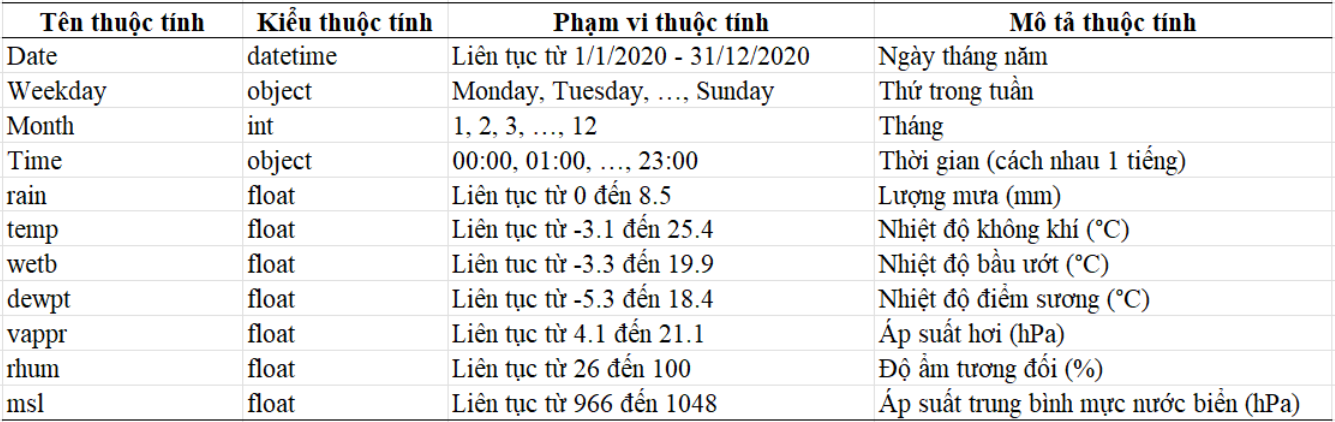 Tên thuộc tính Kiểu thuộc tính Phạm vi thuộc tính Mô tả thuộc tính
Date datetime Liên tục từ 1/1/2020 - 31/12/2020 Ngày tháng năm
Weekday object Monday, Tuesday, …, Sunday Thứ trong tuần
Month int 1, 2, 3, …, 12 Tháng
Time object 00:00, 01:00, …, 23:00 Thời gian (cách nhau 1 tiếng)
rain float Liên tục từ 0 đến 8.5 Lượng mưa (mm)
temp float Liên tục từ -3.1 đến 25.4 Nhiệt độ không khí (°C)
wetb float Liên tuc từ -3.3 đến 19.9 Nhiệt độ bầu ướt (°C)
dewpt float Liên tục từ -5.3 đến 18.4 Nhiệt độ điểm sương (°C)
vappr float Liên tục từ 4.1 đến 21.1 Áp suất hơi (hPa)
rhum float Liên tục từ 26 đến 100 Độ ẩm tương đối (%)
msl float Liên tục từ 966 đến 1048 Áp suất trung bình mực nước biển (hPa)